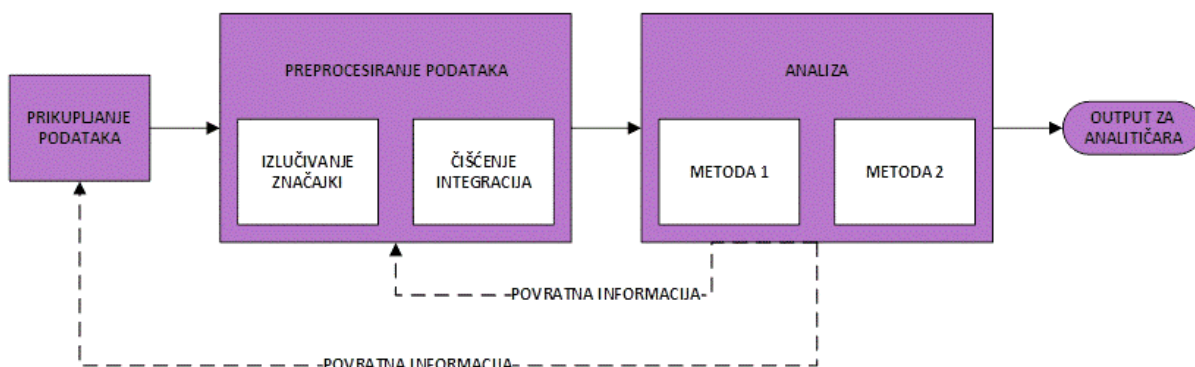 PRIKUPLJANJE
PODATAKA
PREPROCESIRANJE PODATAKA
IZLUČIVANJE
ZNAČAJKI
ČIŠĆENJE
INTEGRACIJA
ANALIZA
METODA 1
METODA 2
OUTPUT ZA
ANALITIČARA
POVRATNA INFORMACIJA
POVRATNA INFORMACIJA